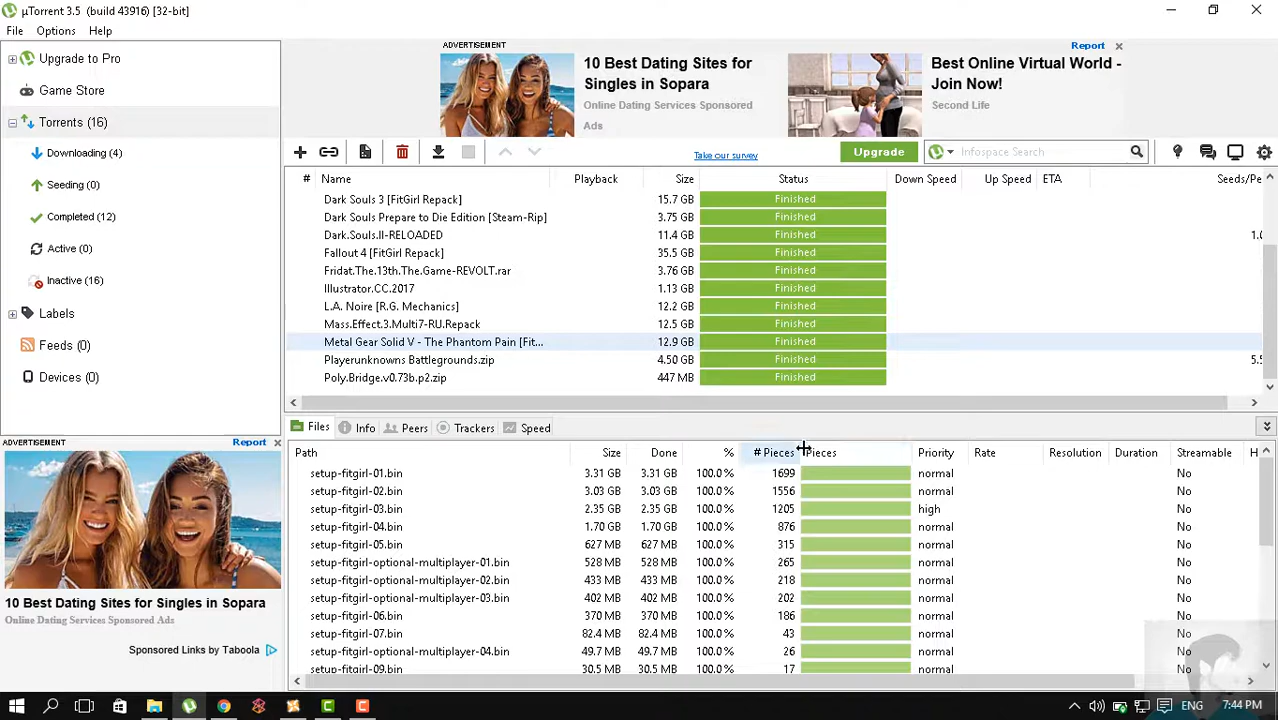 µTorrent 3.5 (build 43916) [32-bit]
File Options Help
Upgrade to Pro
Game Store
Torrents (16)
Downloading (4)
Seeding (0)
Completed (12)
Active (0)
Inactive (16)
Labels
Feeds (0)
Devices (0)
ADVERTISEMENT Report
10 Best Dating Sites for Singles in Sopara
Online Dating Services Sponsored Ads
Sponsored Links by Taboola
ADVERTISEMENT Report
10 Best Dating Sites for
Singles in Sopara
Online Dating Services Sponsored
Ads
Best Online Virtual World -
Join Now!
Second Life
Take our survey Upgrade Infospace Search
# Name Playback Size Status Down Speed Up Speed ETA Seeds/Pe
Dark Souls 3 [FitGirl Repack] 15.7 GB Finished
Dark Souls Prepare to Die Edition [Steam-Rip] 3.75 GB Finished
Dark.Souls.II-RELOADED 11.4 GB Finished 1.0
Fallout 4 [FitGirl Repack] 35.5 GB Finished
Fridat.The.13th.The.Game-REVOLT.rar 3.76 GB Finished
Illustrator.CC.2017 1.13 GB Finished
L.A. Noire [R.G. Mechanics] 12.2 GB Finished
Mass.Effect.3.Multi7-RU.Repack 12.5 GB Finished
Metal Gear Solid V - The Phantom Pain [Fit... 12.9 GB Finished
Playerunknowns Battlegrounds.zip 4.50 GB Finished 5.5
Poly.Bridge.v0.73b.p2.zip 447 MB Finished
Files Info Peers Trackers Speed
Path Size Done % # Pieces Pieces Priority Rate Resolution Duration Streamable H
setup-fitgirl-01.bin 3.31 GB 3.31 GB 100.0 % 1699 normal No
setup-fitgirl-02.bin 3.03 GB 3.03 GB 100.0 % 1556 normal No
setup-fitgirl-03.bin 2.35 GB 2.35 GB 100.0 % 1205 high No
setup-fitgirl-04.bin 1.70 GB 1.70 GB 100.0 % 876 normal No
setup-fitgirl-05.bin 627 MB 627 MB 100.0 % 315 normal No
setup-fitgirl-optional-multiplayer-01.bin 528 MB 528 MB 100.0 % 265 normal No
setup-fitgirl-optional-multiplayer-02.bin 433 MB 433 MB 100.0 % 218 normal No
setup-fitgirl-optional-multiplayer-03.bin 402 MB 402 MB 100.0 % 202 normal No
setup-fitgirl-06.bin 370 MB 370 MB 100.0 % 186 normal No
setup-fitgirl-07.bin 82.4 MB 82.4 MB 100.0 % 43 normal No
setup-fitgirl-optional-multiplayer-04.bin 49.7 MB 49.7 MB 100.0 % 26 normal No
setup-fitgirl-09.bin 30.5 MB 30.5 MB 100.0 % 17 normal No
ENG 7:44 PM